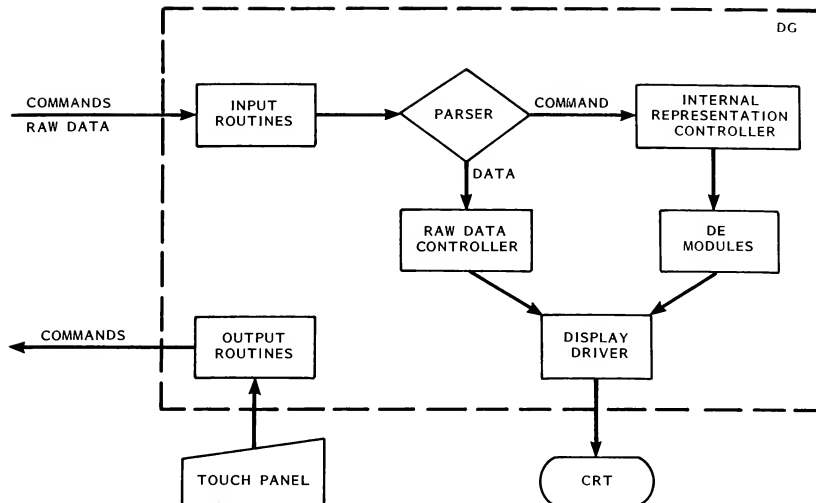 DG
COMMANDS
RAW DATA
INPUT
ROUTINES
PARSER
COMMAND
INTERNAL
REPRESENTATION
CONTROLLER
DATA
RAW DATA
CONTROLLER
DE
MODULES
COMMANDS
OUTPUT
ROUTINES
DISPLAY
DRIVER
TOUCH PANEL
CRT